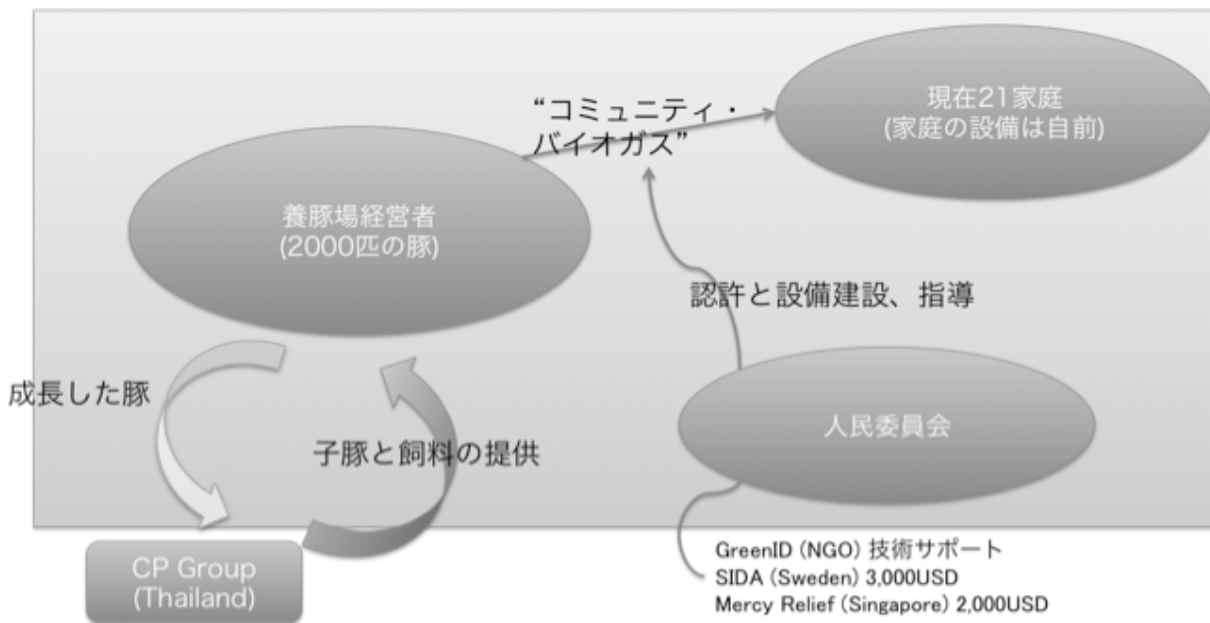 現在21家庭
(家庭の設備は自前)
“コミュニティ・
バイオガス”
養豚場経営者
(2000匹の豚)
認許と設備建設、指導
成長した豚
子豚と飼料の提供
人民委員会
CP Group
(Thailand)
GreenID (NGO) 技術サポート
SIDA (Sweden) 3,000USD
Mercy Relief (Singapore) 2,000USD